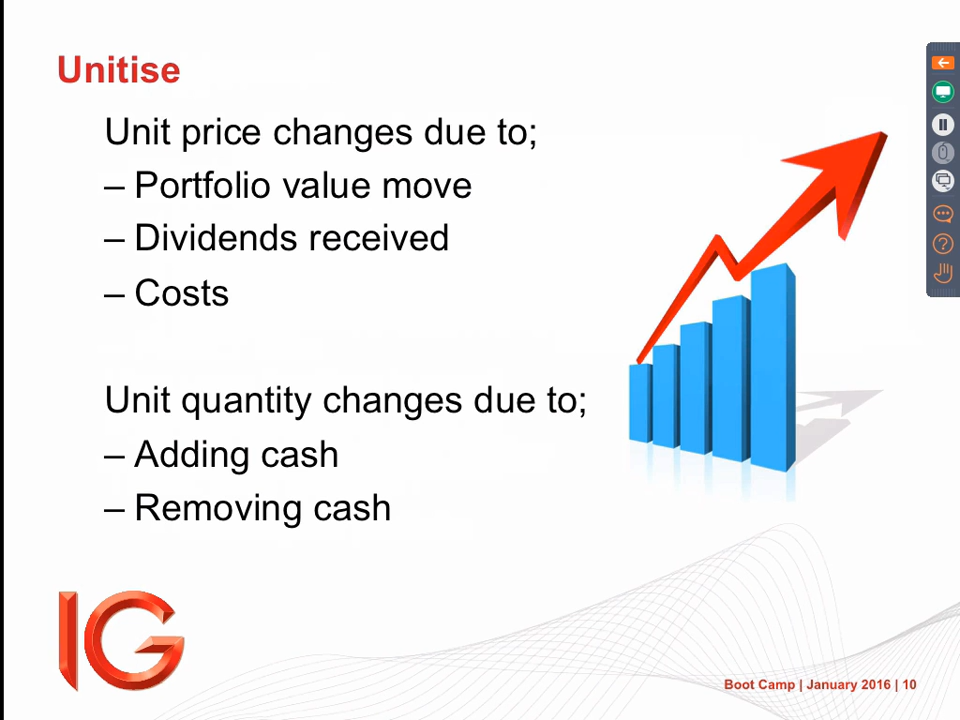 Unitise
Unit price changes due to;
– Portfolio value move
– Dividends received
– Costs
Unit quantity changes due to;
– Adding cash
– Removing cash
IG
Boot Camp | January 2016 | 10